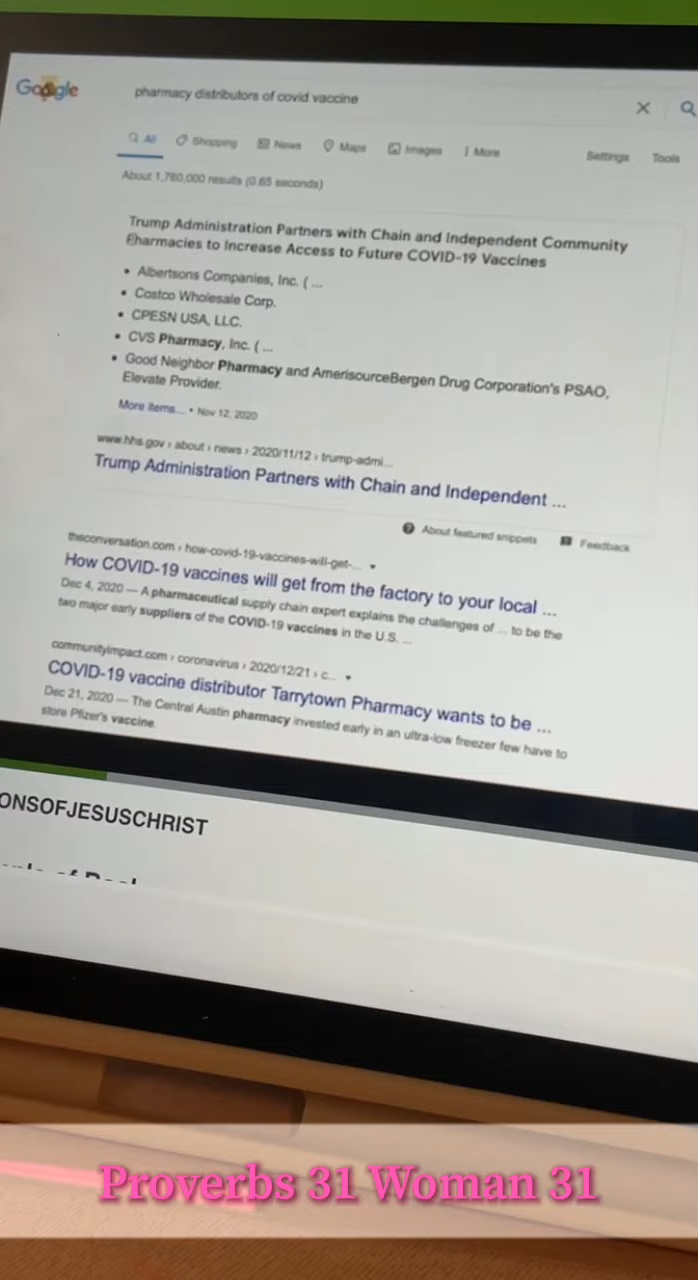 Google
pharmacy distributors of covid vaccine
All Shopping News Maps Images More Settings Tools
About 1,760,000 results (0.65 seconds)
Trump Administration Partners with Chain and Independent Community
Pharmacies to Increase Access to Future COVID-19 Vaccines
• Albertsons Companies, Inc. ( ...
• Costco Wholesale Corp.
• CPESN USA, LLC.
• CVS Pharmacy, Inc. ( ...
• Good Neighbor Pharmacy and AmerisourceBergen Drug Corporation's PSAO,
Elevate Provider.
More items... • Nov 12, 2020
www.hhs.gov › about › news › 2020/11/12 › trump-admi...
Trump Administration Partners with Chain and Independent ...
About featured snippets Feedback
theconversation.com › how-covid-19-vaccines-will-get-...
How COVID-19 vaccines will get from the factory to your local ...
Dec 4, 2020 — A pharmaceutical supply chain expert explains the challenges of ... to be the
two major early suppliers of the COVID-19 vaccines in the U.S. ...
communityimpact.com › coronavirus › 2020/12/21 › c...
COVID-19 vaccine distributor Tarrytown Pharmacy wants to be ...
Dec 21, 2020 — The Central Austin pharmacy invested early in an ultra-low freezer few have to
store Pfizer's vaccine.
ONSOFJESUSCHRIST
Proverbs 31 Woman 31